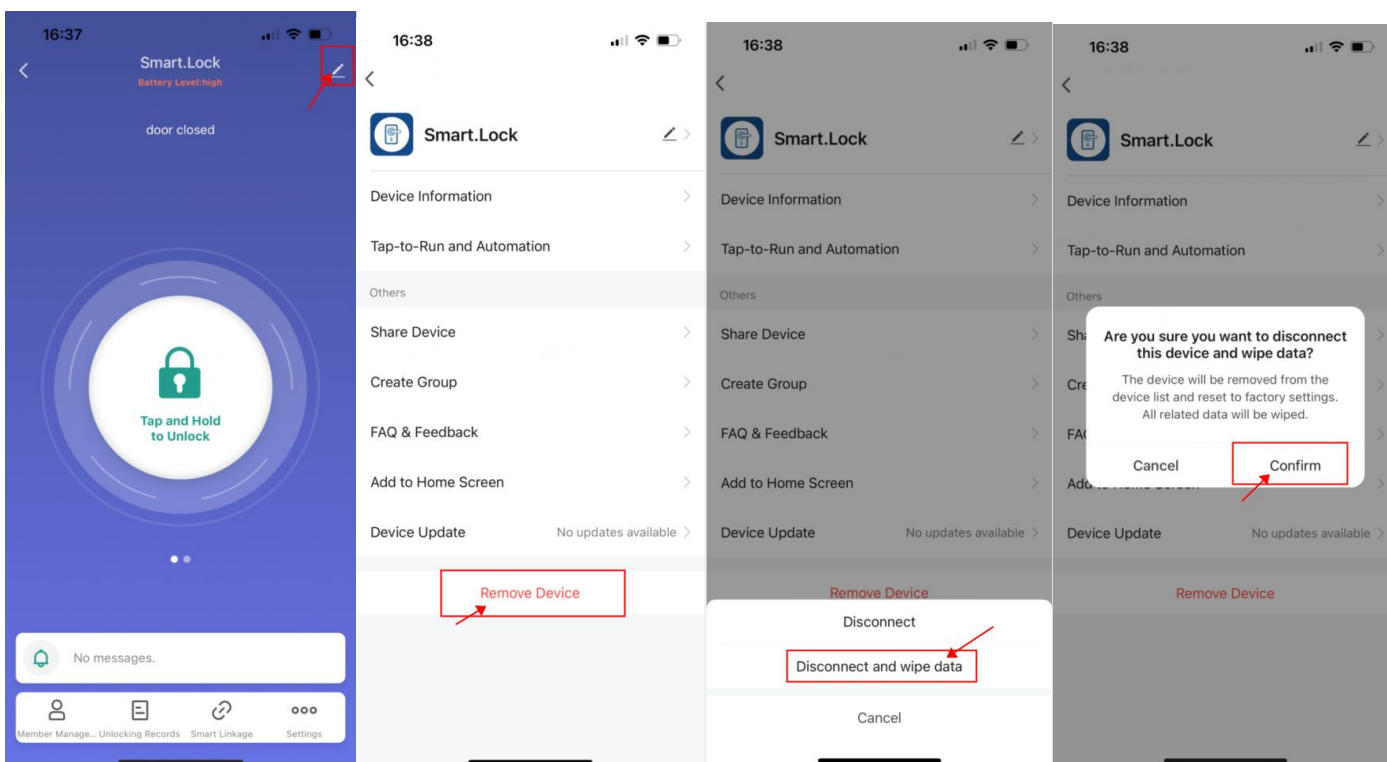 16:37
Smart.Lock
Battery Level:high
door closed
Tap and Hold
to Unlock
No messages.
Member Manage... Unlocking Records Smart Linkage Settings
16:38
Smart.Lock
Device Information
Tap-to-Run and Automation
Others
Share Device
Create Group
FAQ & Feedback
Add to Home Screen
Device Update No updates available
Remove Device
16:38
Smart.Lock
Device Information
Tap-to-Run and Automation
Others
Share Device
Create Group
FAQ & Feedback
Add to Home Screen
Device Update No updates available
Remove Device
Disconnect
Disconnect and wipe data
Cancel
16:38
Smart.Lock
Device Information
Tap-to-Run and Automation
Others
Are you sure you want to disconnect
this device and wipe data?
The device will be removed from the
device list and reset to factory settings.
All related data will be wiped.
Cancel Confirm
Device Update No updates available
Remove Device